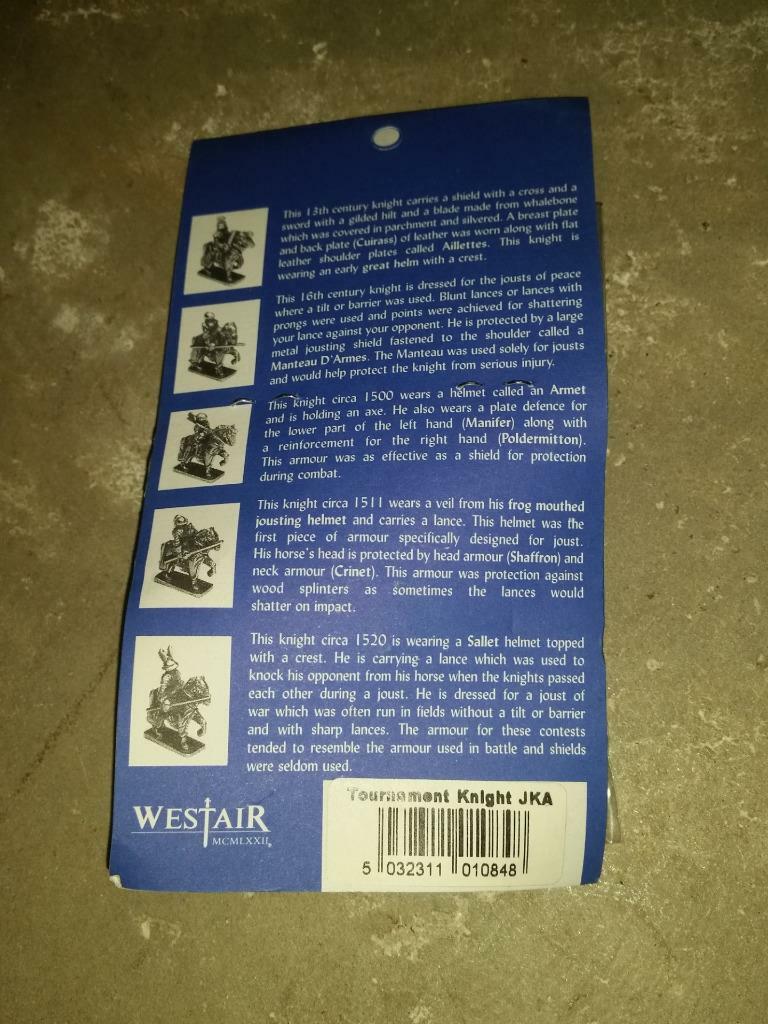 This 13th century knight carries a shield with a cross and a
sword with a gilded hilt and a blade made from whalebone
which was covered in parchment and silvered. A breast plate
and back plate (Cuirass) of leather was worn along with flat
leather shoulder plates called Aillettes. This knight is
wearing an early great helm with a crest.
This 16th century knight is dressed for the jousts of peace
where a tilt or barrier was used. Blunt lances or lances with
prongs were used and points were achieved for shattering
your lance against your opponent. He is protected by a large
metal jousting shield fastened to the shoulder called a
Manteau D'Armes. The Manteau was used solely for jousts
and would help protect the knight from serious injury.
This knight circa 1500 wears a helmet called an Armet
and is holding an axe. He also wears a plate defence for
the lower part of the left hand (Manifer) along with
a reinforcement for the right hand (Poldermitton).
This armour was as effective as a shield for protection
during combat.
This knight circa 1511 wears a veil from his frog mouthed
jousting helmet and carries a lance. This helmet was the
first piece of armour specifically designed for joust.
His horse's head is protected by head armour (Shaffron) and
neck armour (Crinet). This armour was protection against
wood splinters as sometimes the lances would
shatter on impact.
This knight circa 1520 is wearing a Sallet helmet topped
with a crest. He is carrying a lance which was used to
knock his opponent from his horse when the knights passed
each other during a joust. He is dressed for a joust of
war which was often run in fields without a tilt or barrier
and with sharp lances. The armour for these contests
tended to resemble the armour used in battle and shields
were seldom used.
WESTAIR
MCMLXXII
Tournament Knight JKA
5 032311 010848